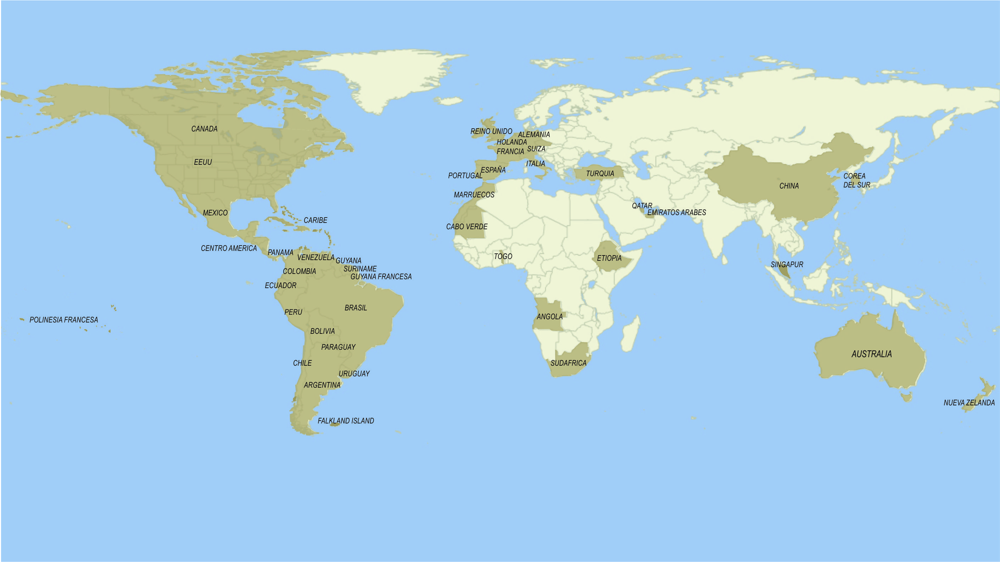 CANADA
EEUU
MEXICO
CARIBE
CENTRO AMERICA
PANAMA
VENEZUELA
GUYANA
SURINAME
GUYANA FRANCESA
COLOMBIA
ECUADOR
PERU
BRASIL
BOLIVIA
PARAGUAY
CHILE
URUGUAY
ARGENTINA
FALKLAND ISLAND
POLINESIA FRANCESA
REINO UNIDO
ALEMANIA
HOLANDA
FRANCIA
SUIZA
ITALIA
ESPAÑA
PORTUGAL
TURQUIA
MARRUECOS
CABO VERDE
TOGO
ETIOPIA
ANGOLA
SUDAFRICA
QATAR
EMIRATOS ARABES
CHINA
COREA
DEL SUR
SINGAPUR
AUSTRALIA
NUEVA ZELANDA